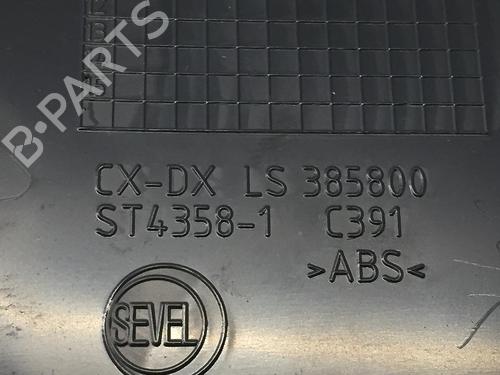 B-PARTS
CX-DX LS 385800
ST4358-1 C391
>ABS<
SEVEL